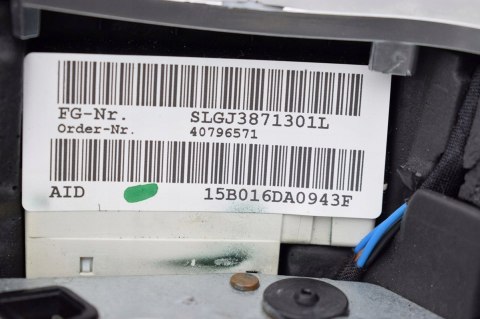 FG-Nr. SLGJ3871301L
Order-Nr. 40796571
AID 15B016DA0943F